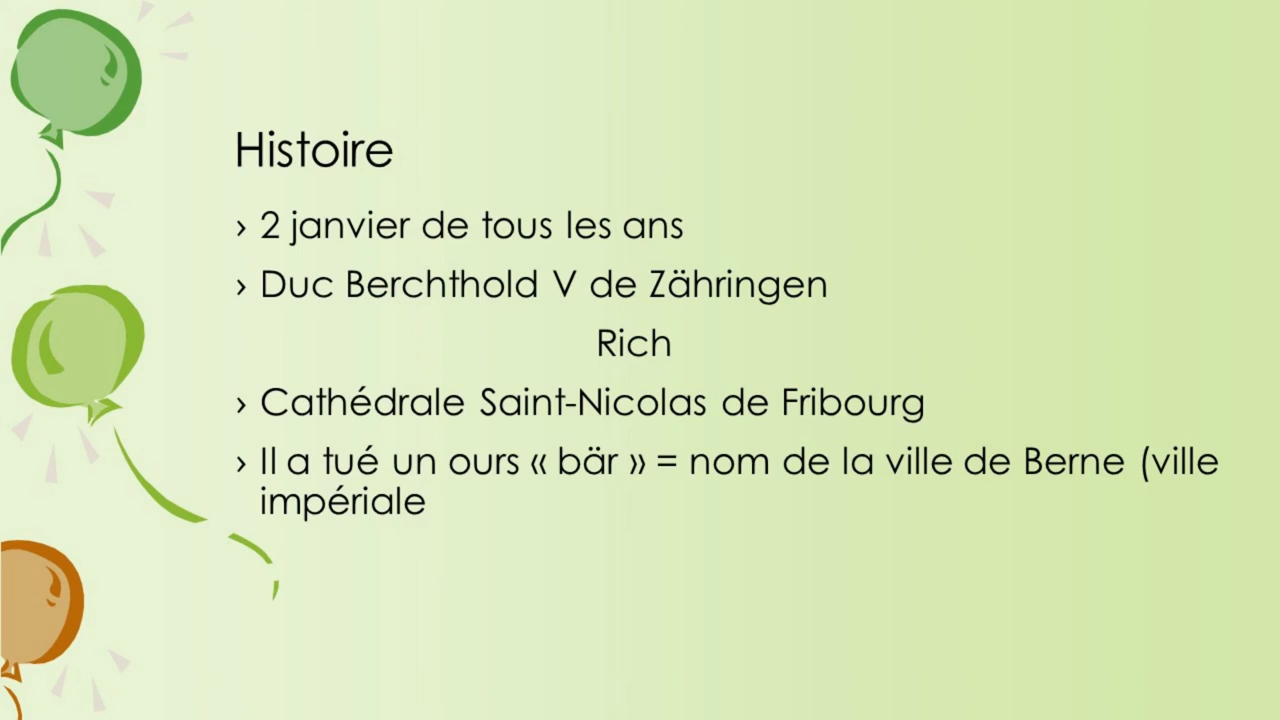 Histoire
› 2 janvier de tous les ans
› Duc Berchthold V de Zähringen
Rich
› Cathédrale Saint-Nicolas de Fribourg
› Il a tué un ours « bär » = nom de la ville de Berne (ville
impériale